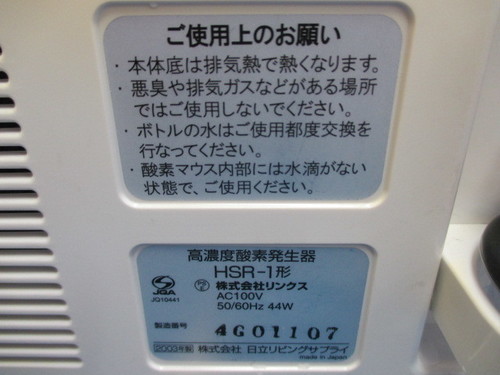 ご使用上のお願い
・本体底は排気熱で熱くなります。
・悪臭や排気ガスなどがある場所
ではご使用しないでください。
・ボトルの水はご使用都度交換を
行なってください。
・酸素マウス内部には水滴がない
状態で、ご使用ください。
高濃度酸素発生器
HSR-1形
JQA
JQ10441
株式会社リンクス
AC100V
50/60Hz 44W
製造番号
4G01107
2003年製 株式会社 日立リビングサプライ
made in Japan